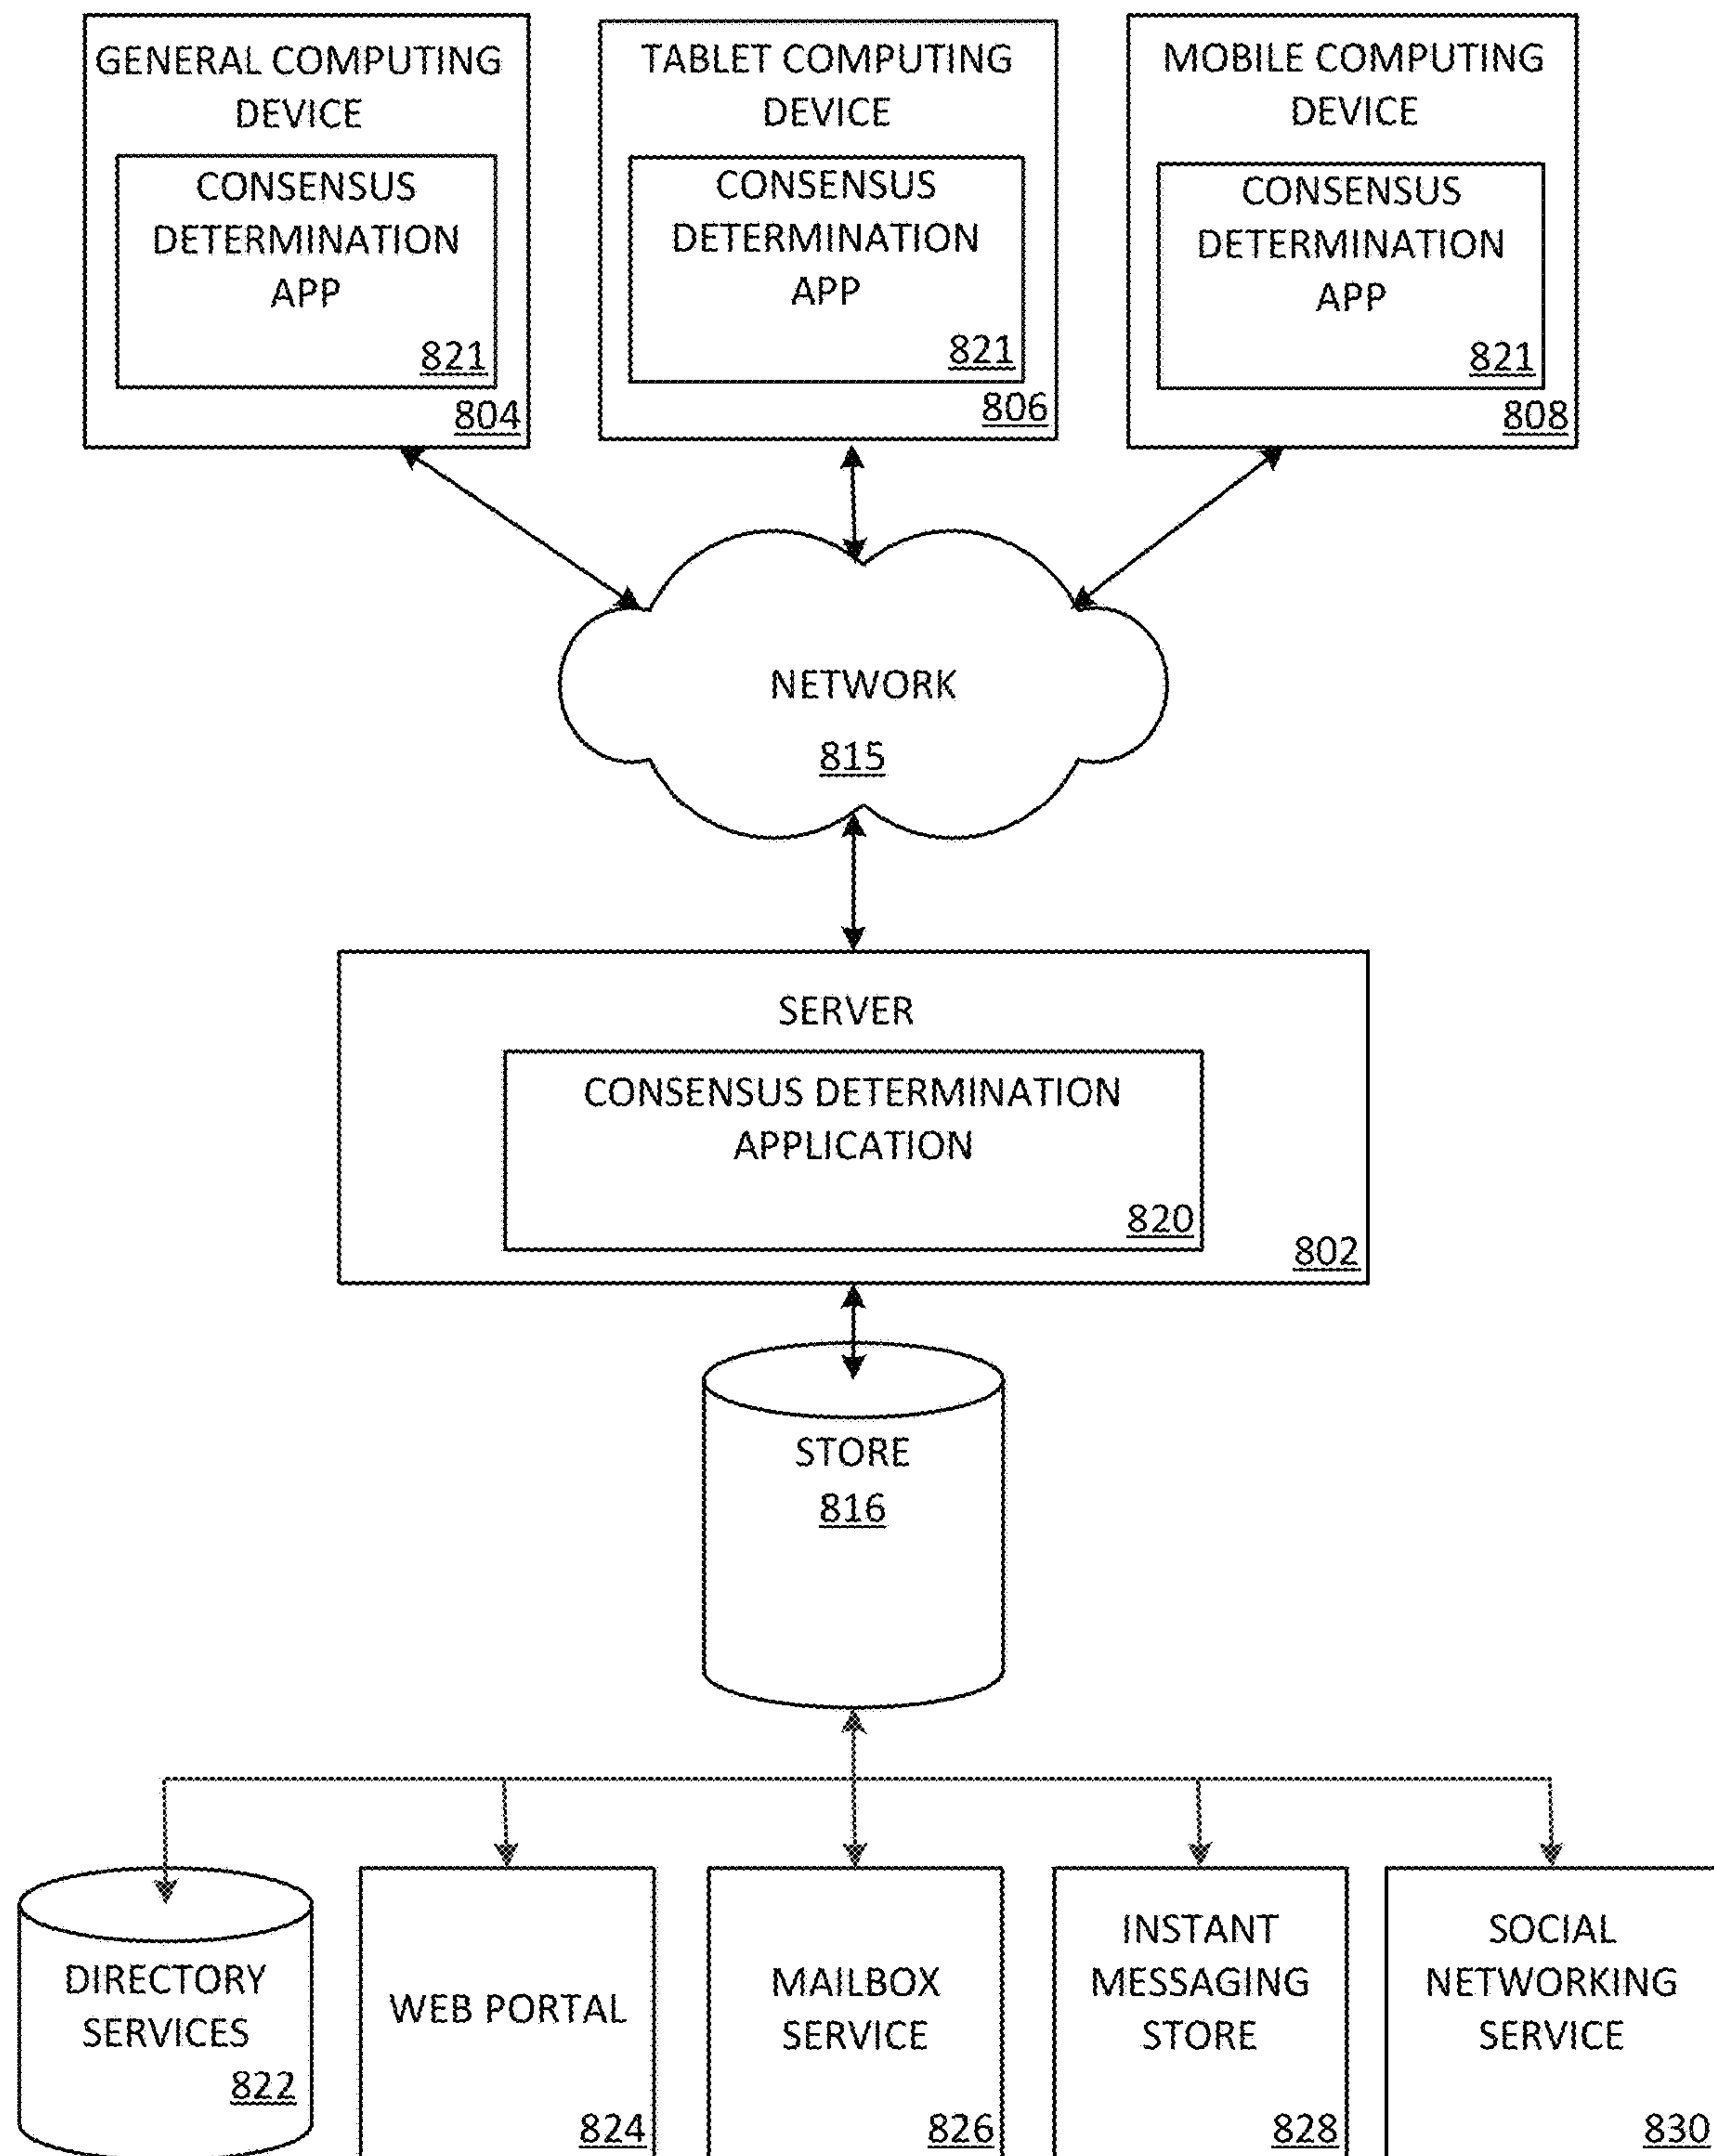 GENERAL COMPUTING
DEVICE
CONSENSUS
DETERMINATION
APP
821
804
TABLET COMPUTING
DEVICE
CONSENSUS
DETERMINATION
APP
821
806
MOBILE COMPUTING
DEVICE
CONSENSUS
DETERMINATION
APP
821
808
NETWORK
815
SERVER
CONSENSUS DETERMINATION
APPLICATION
820
802
STORE
816
DIRECTORY
SERVICES
822
WEB PORTAL
824
MAILBOX
SERVICE
826
INSTANT
MESSAGING
STORE
828
SOCIAL
NETWORKING
SERVICE
830